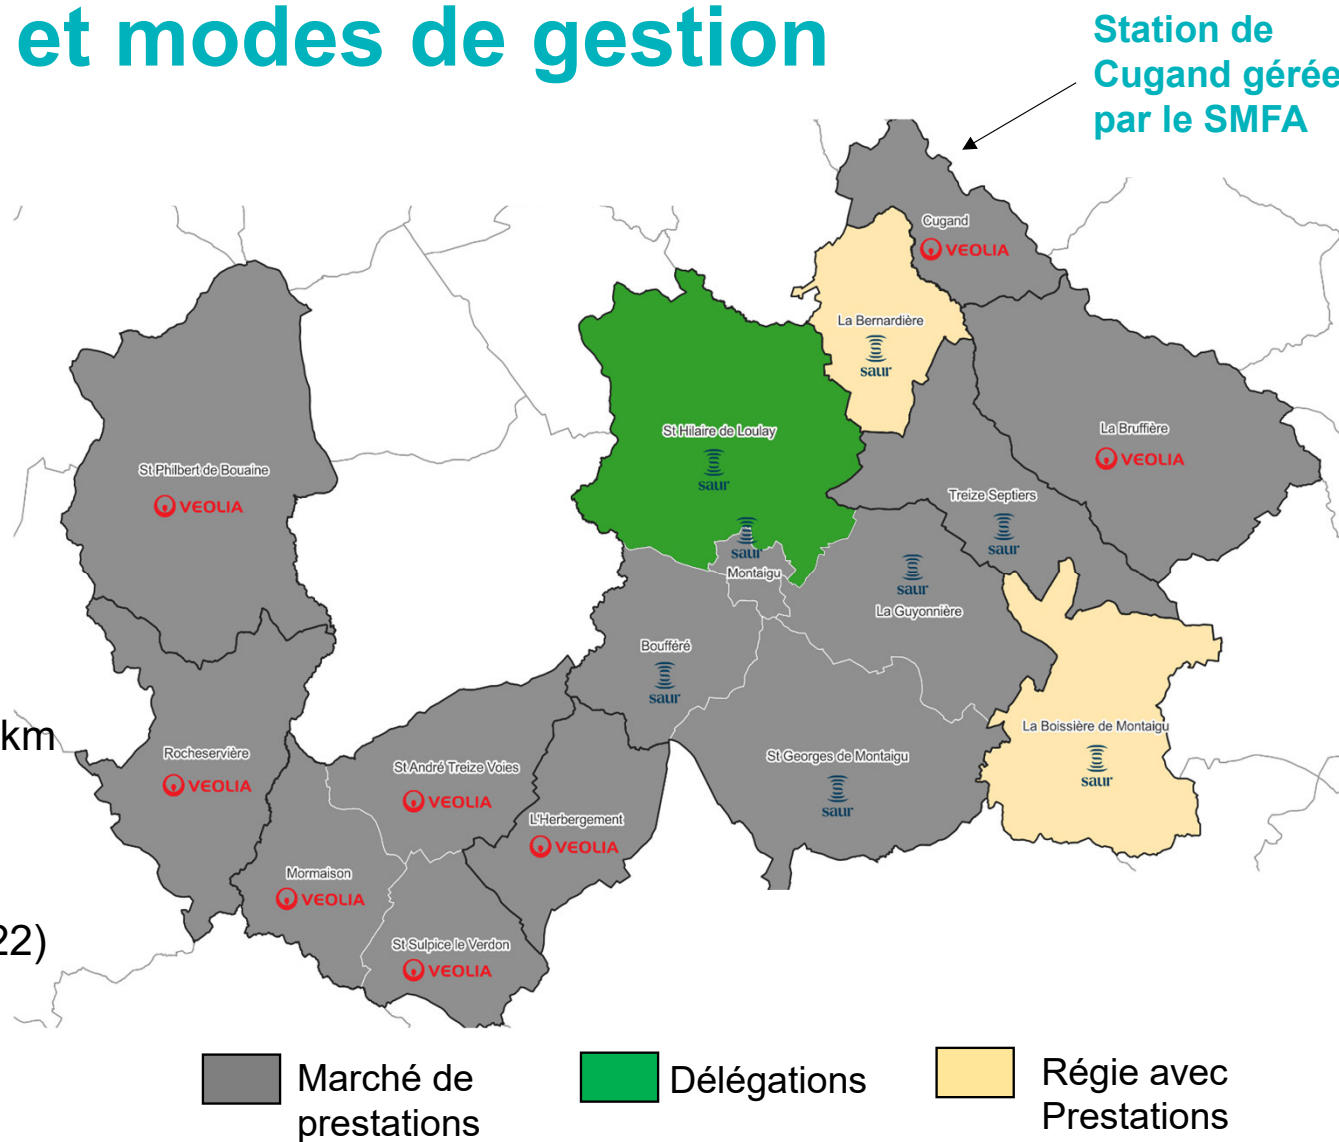 et modes de gestion
Station de
Cugand gérée
par le SMFA
Cugand
VEOLIA
La Bernardière
saur
St Hilaire de Loulay
saur
La Bruffière
VEOLIA
St Philbert de Bouaine
VEOLIA
Treize Septiers
saur
saur
Montaigu
saur
La Guyonnière
Boufféré
saur
km
Rocheservière
VEOLIA
St André Treize Voies
VEOLIA
St Georges de Montaigu
saur
La Boissière de Montaigu
saur
L'Herbergement
VEOLIA
Mormaison
VEOLIA
22)
St Sulpice le Verdon
VEOLIA
Marché de
prestations
Délégations
Régie avec
Prestations